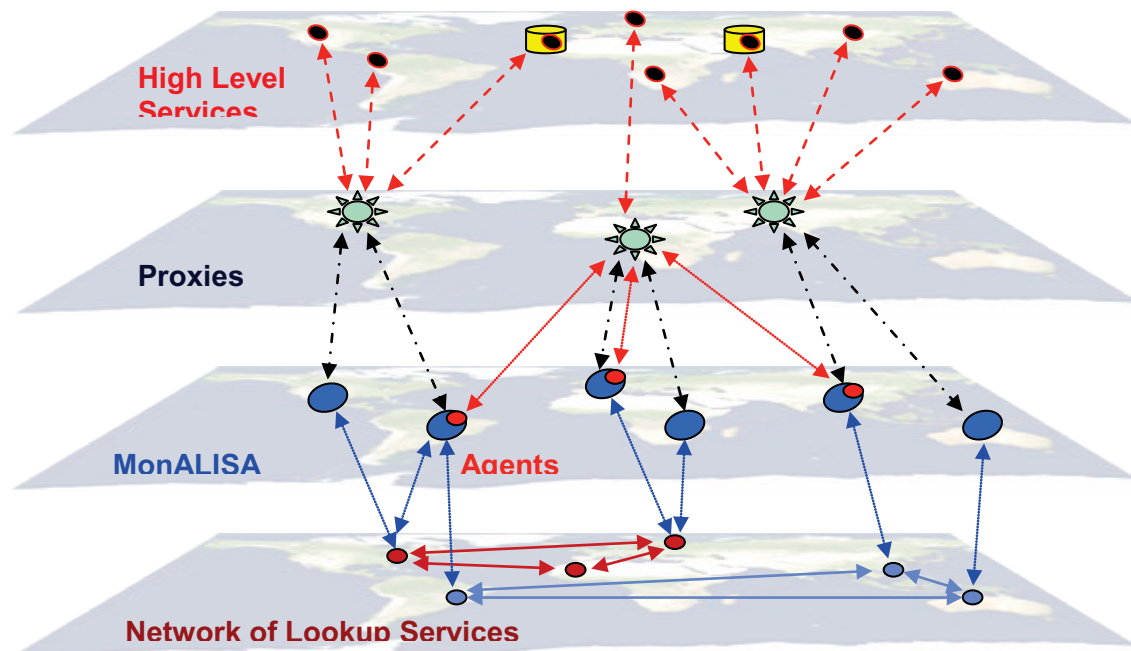 High Level
Services
Proxies
MonALISA
Agents
Network of Lookup Services